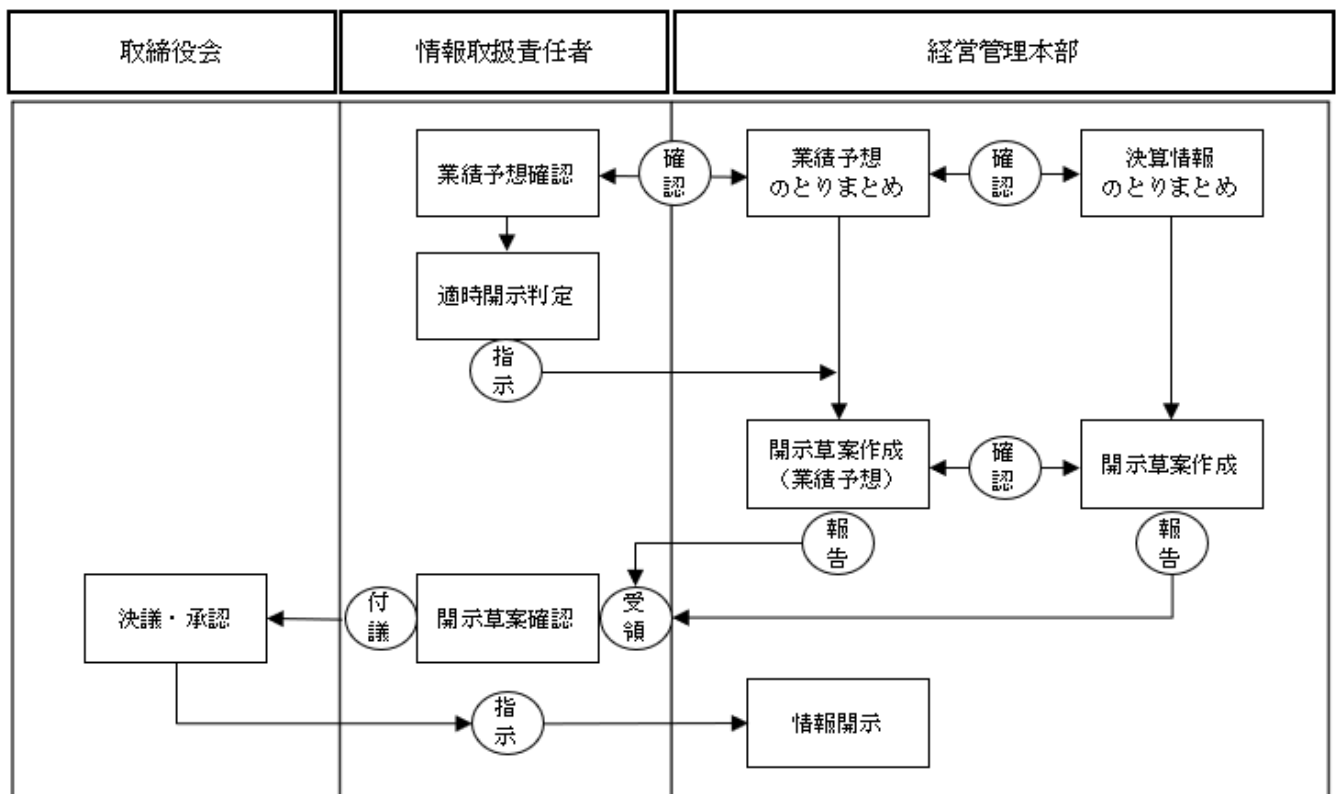 取締役会
情報取扱責任者
経営管理本部
業績予想確認
確
認
業績予想
のとりまとめ
確
認
決算情報
のとりまとめ
適時開示判定
指
示
開示草案作成
（業績予想）
確
認
開示草案作成
報
告
報
告
決議・承認
付
議
開示草案確認
受
領
指
示
情報開示